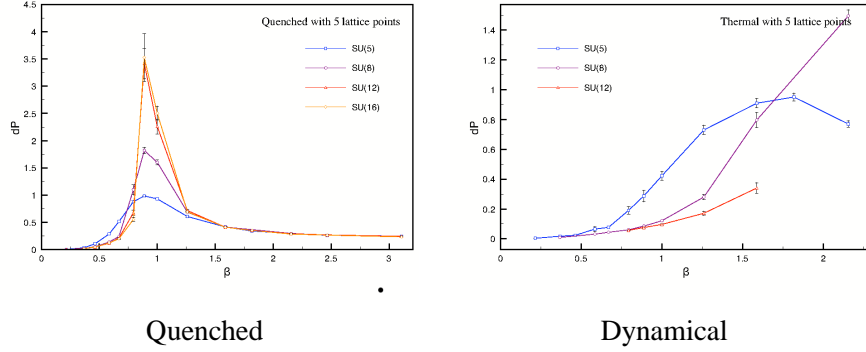 Quenched with 5 lattice points
SU(5)
SU(8)
SU(12)
SU(16)
dP
4
3.5
3
2.5
2
1.5
1
0.5
0
0 0.5 1 1.5 2 2.5 3
β
Quenched
Thermal with 5 lattice points
SU(5)
SU(8)
SU(12)
dP
1.4
1.2
1
0.8
0.6
0.4
0.2
0
0 0.5 1 1.5 2
β
Dynamical